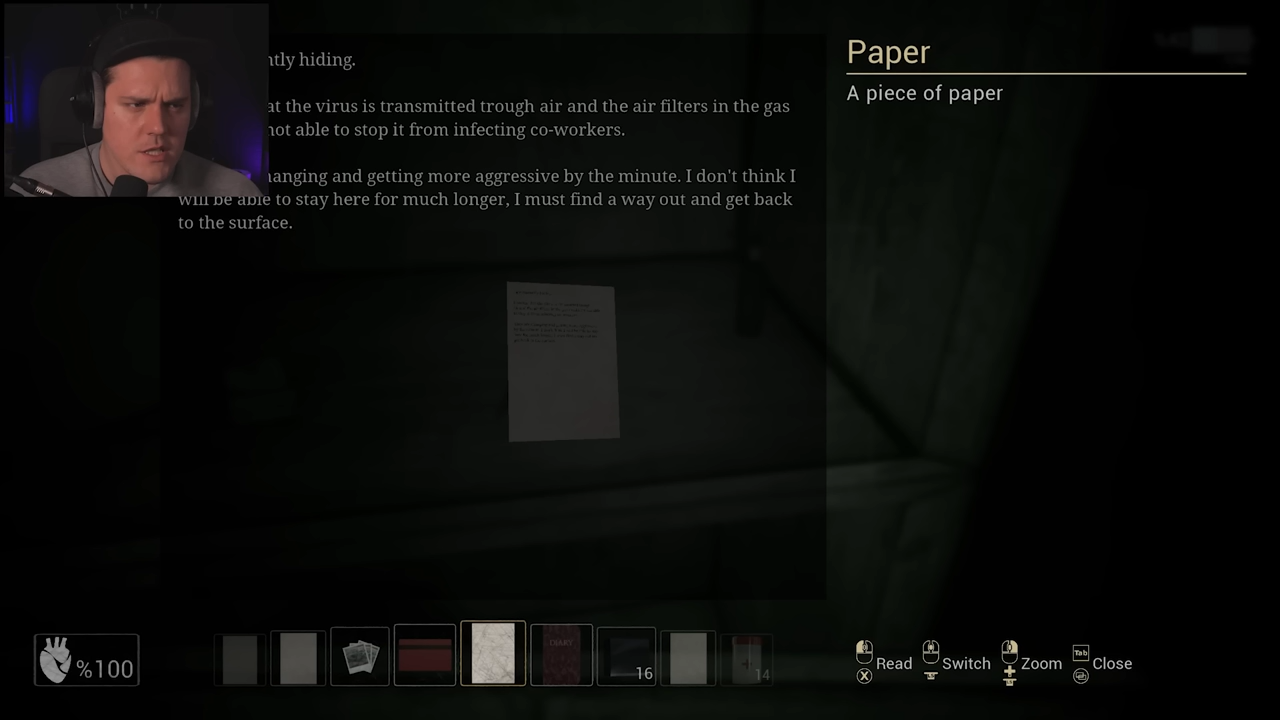 hiding.
at the virus is transmitted trough air and the air filters in the gas
not able to stop it from infecting co-workers.
and getting more aggressive by the minute. I don't think I
will be able to stay here for much longer, I must find a way out and get back
to the surface.
Paper
A piece of paper
%100
DIARY
16
14
Read
Switch
Zoom
Tab
Close
X